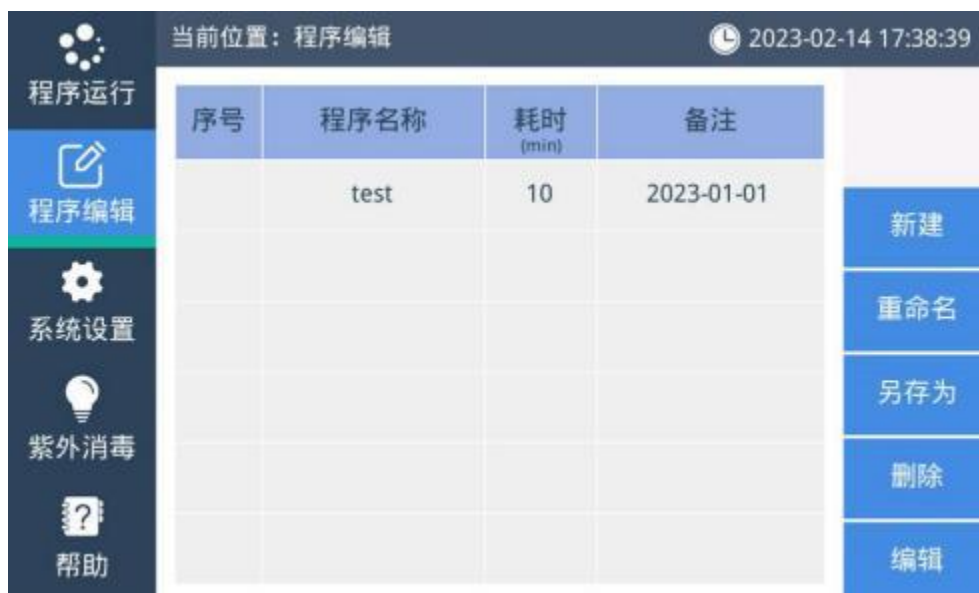 当前位置：程序编辑
2023-02-14 17:38:39
程序运行
程序编辑
系统设置
紫外消毒
帮助
序号 程序名称 耗时(min) 备注
test 10 2023-01-01
新建
重命名
另存为
删除
编辑